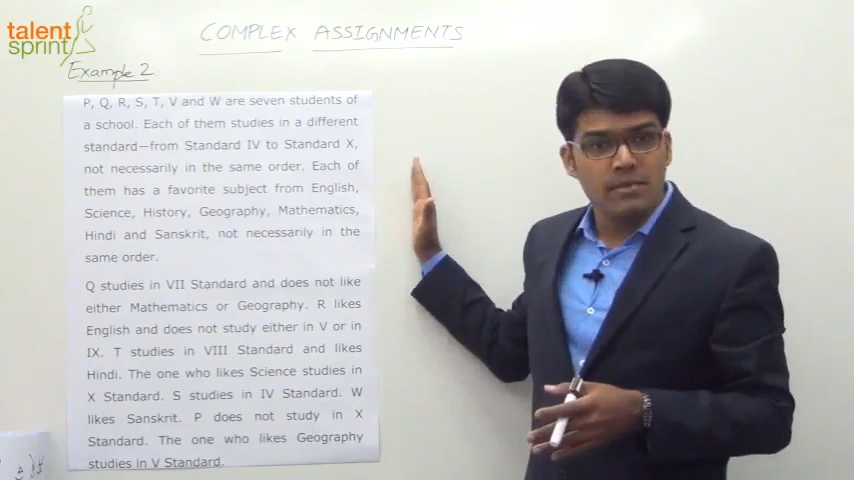 talent
sprint
COMPLEX ASSIGNMENTS
Example 2:
P, Q, R, S, T, V and W are seven students of
a school. Each of them studies in a different
standard—from Standard IV to Standard X,
not necessarily in the same order. Each of
them has a favorite subject from English,
Science, History, Geography, Mathematics,
Hindi and Sanskrit, not necessarily in the
same order.
Q studies in VII Standard and does not like
either Mathematics or Geography. R likes
English and does not study either in V or in
IX. T studies in VIII Standard and likes
Hindi. The one who likes Science studies in
X Standard. S studies in IV Standard. W
likes Sanskrit. P does not study in X
Standard. The one who likes Geography
studies in V Standard.